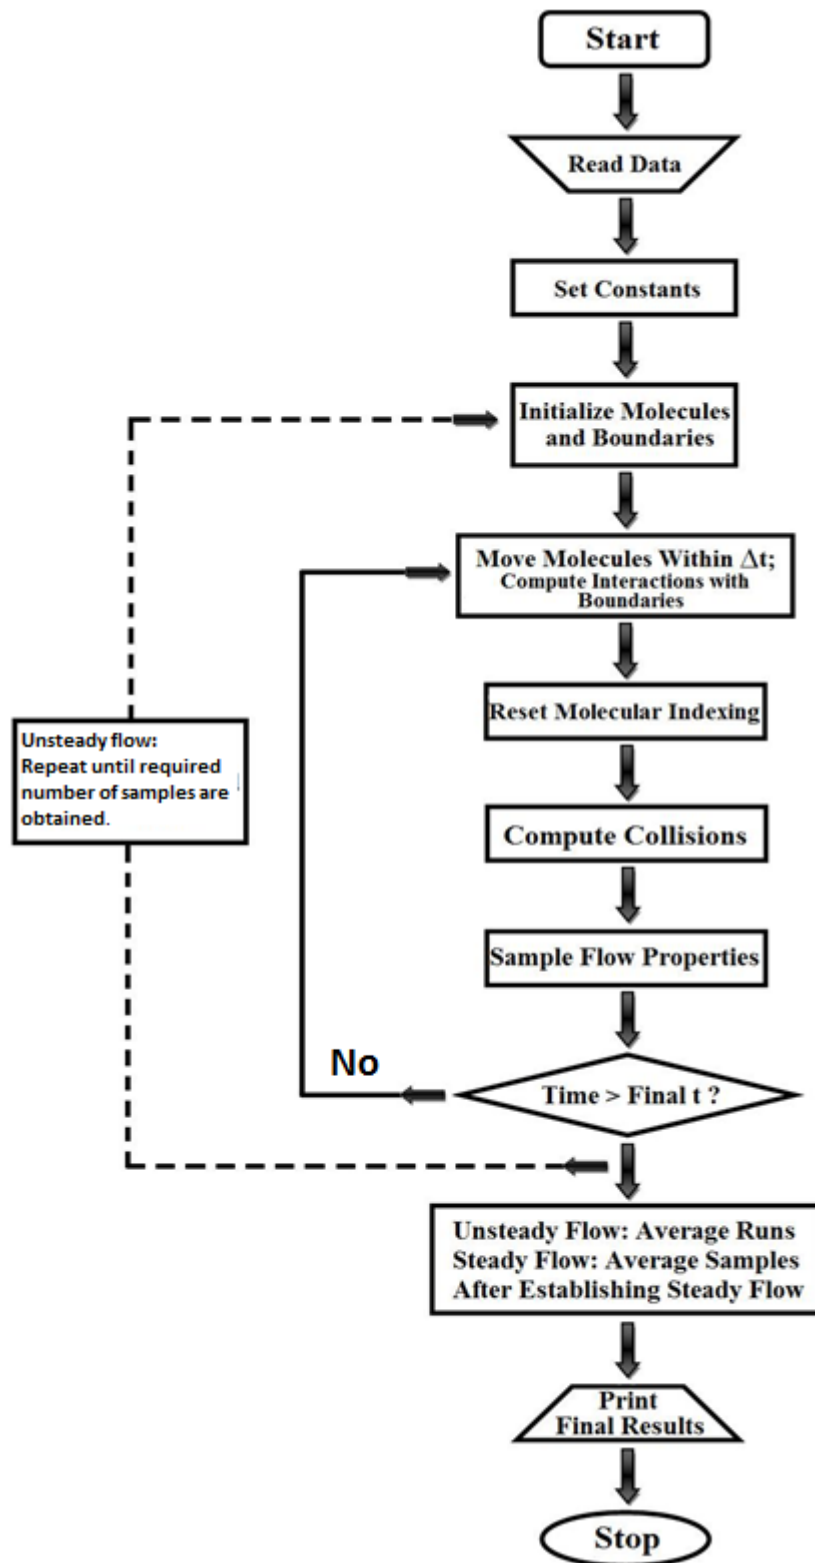 Start
Read Data
Set Constants
Initialize Molecules
and Boundaries
Move Molecules Within Δt;
Compute Interactions with
Boundaries
Reset Molecular Indexing
Unsteady flow:
Repeat until required
number of samples are
obtained.
Compute Collisions
Sample Flow Properties
No
Time > Final t ?
Unsteady Flow: Average Runs
Steady Flow: Average Samples
After Establishing Steady Flow
Print
Final Results
Stop